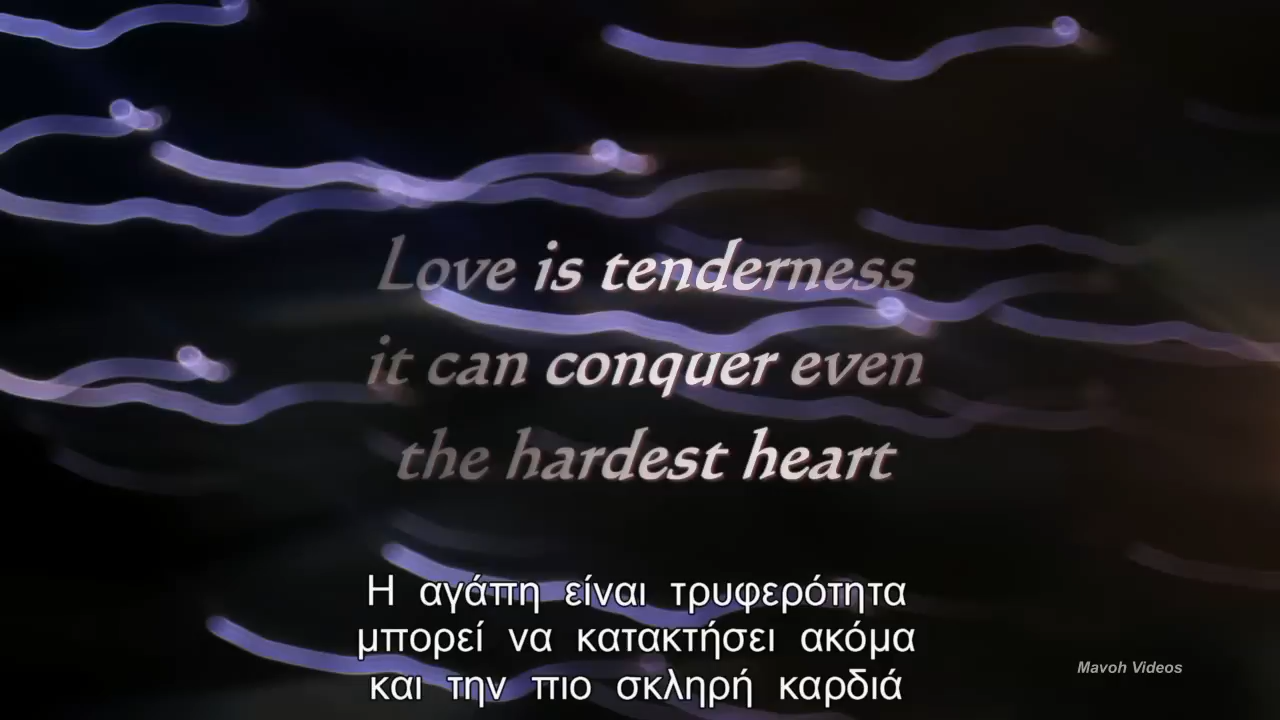 Love is tenderness
it can conquer even
the hardest heart
Η αγάπη είναι τρυφερότητα
μπορεί να κατακτήσει ακόμα
και την πιο σκληρή καρδιά
Mavoh Videos